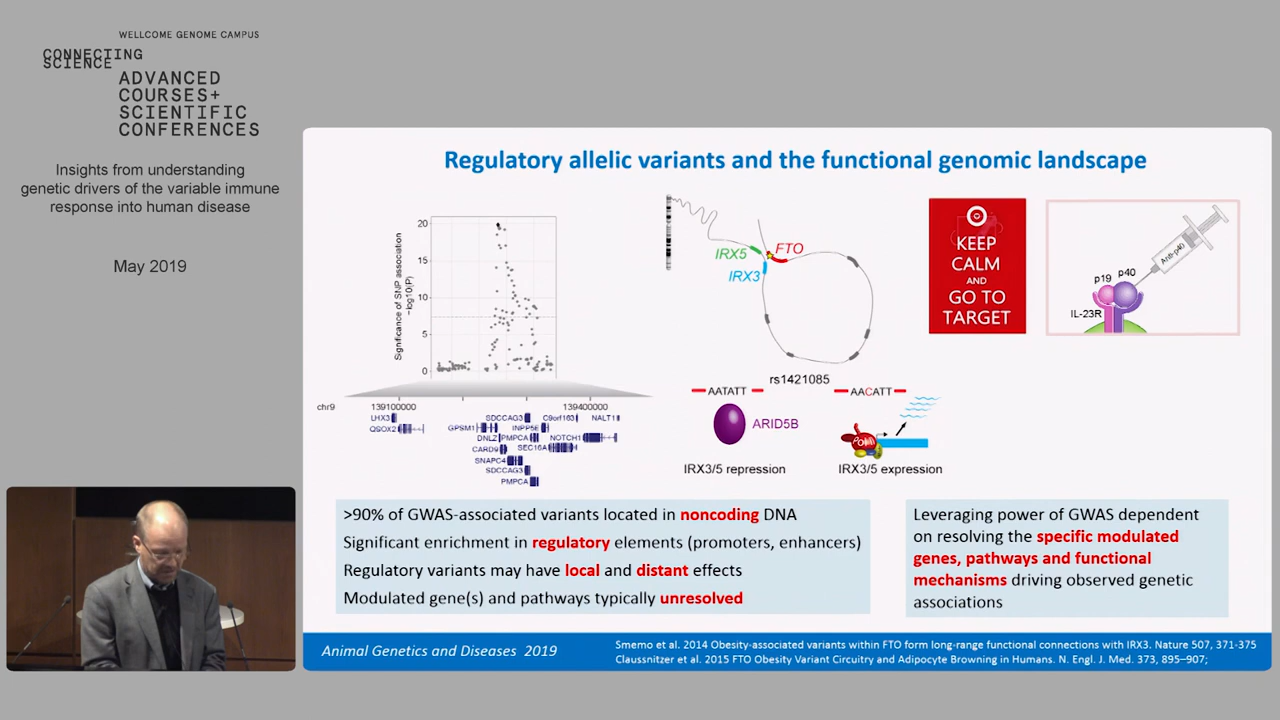 WELLCOME GENOME CAMPUS
CONNECTING
SCIENCE
ADVANCED
COURSES+
SCIENTIFIC
CONFERENCES
Insights from understanding
genetic drivers of the variable immune
response into human disease
May 2019
Regulatory allelic variants and the functional genomic landscape
Significance of SNP association
−log10(P)
20
15
10
5
0
chr9
139100000
139400000
LHX3
SDCCAG3
C9orf163
NALT1
QSOX2
GPSM1
INPP5E
DNLZ
PMPCA
NOTCH1
CARD9
SEC16A
SNAPC4
SDCCAG3
PMPCA
IRX5
FTO
IRX3
rs1421085
AATATT
AACATT
ARID5B
POWR
IRX3/5 repression
IRX3/5 expression
KEEP
CALM
AND
GO TO
TARGET
Anti-p40
p19
p40
IL-23R
>90% of GWAS-associated variants located in noncoding DNA
Significant enrichment in regulatory elements (promoters, enhancers)
Regulatory variants may have local and distant effects
Modulated gene(s) and pathways typically unresolved
Leveraging power of GWAS dependent
on resolving the specific modulated
genes, pathways and functional
mechanisms driving observed genetic
associations
Animal Genetics and Diseases 2019
Smemo et al. 2014 Obesity-associated variants within FTO form long-range functional connections with IRX3. Nature 507, 371-375
Claussnitzer et al. 2015 FTO Obesity Variant Circuitry and Adipocyte Browning in Humans. N. Engl. J. Med. 373, 895–907;